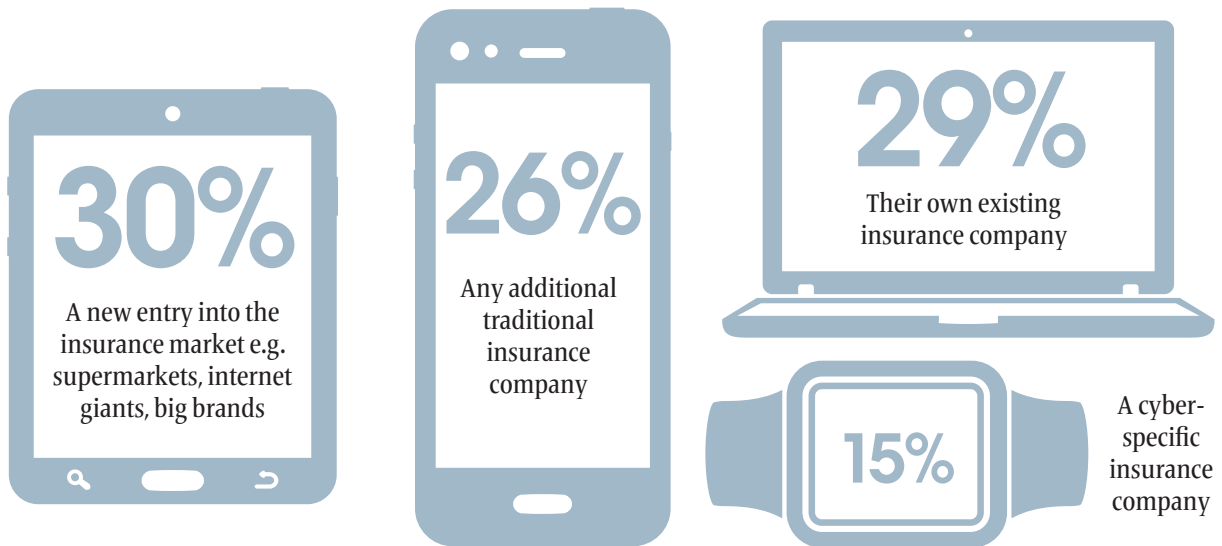 30%
A new entry into the
insurance market e.g.
supermarkets, internet
giants, big brands
26%
Any additional
traditional
insurance
company
29%
Their own existing
insurance company
15%
A cyber-
specific
insurance
company